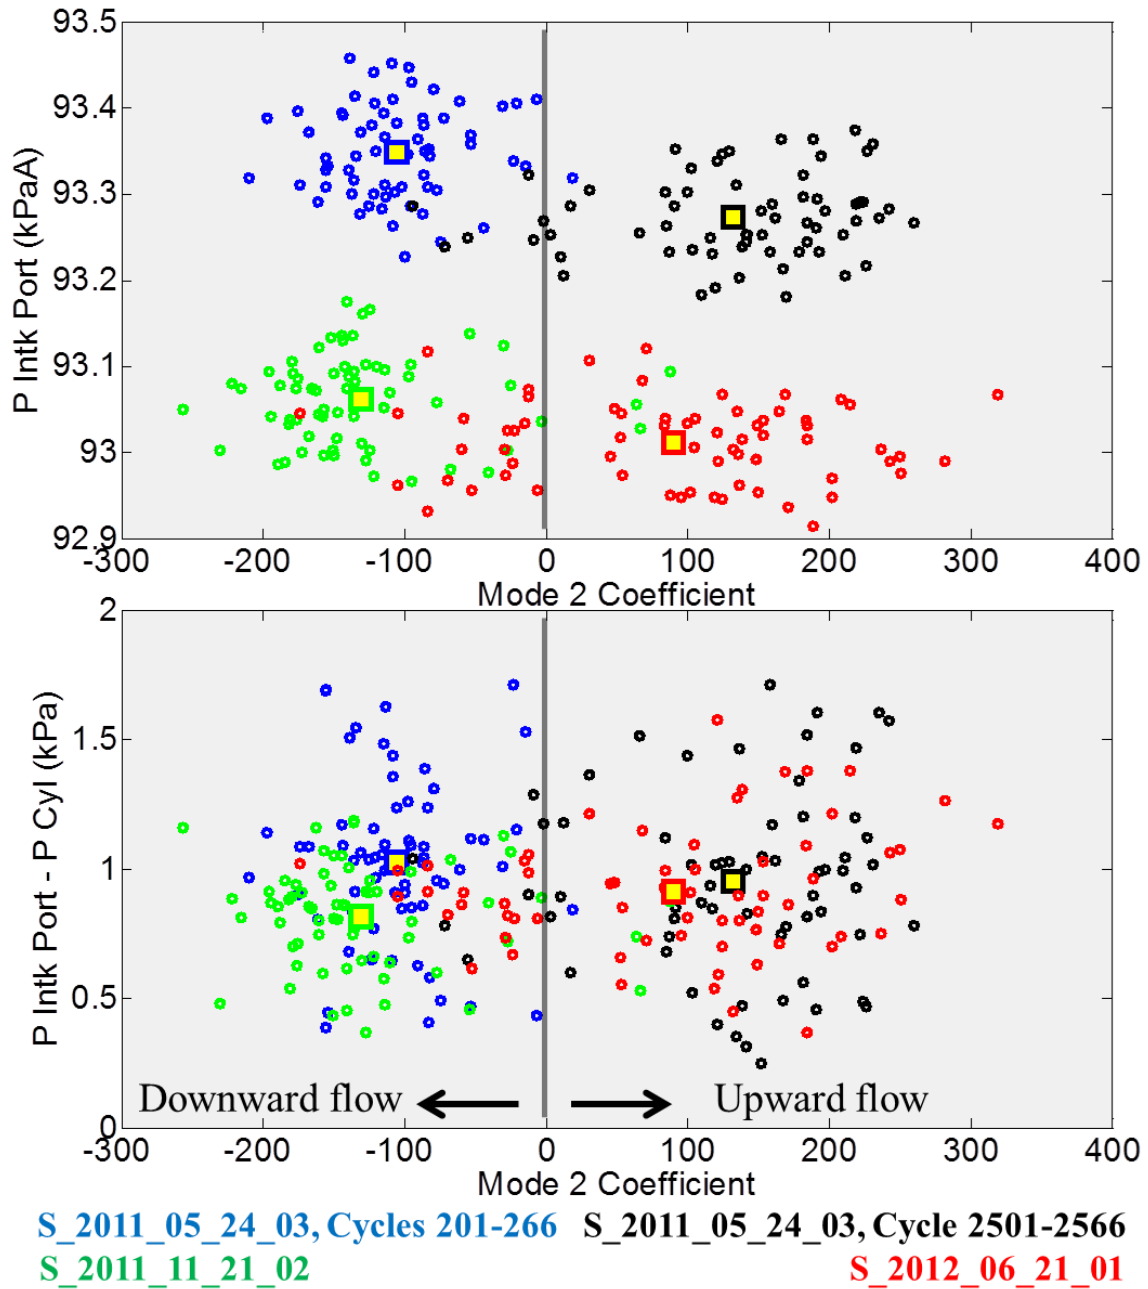 93.5
93.4
93.3
93.2
93.1
93
92.9
P Intk Port (kPaA)
-300 -200 -100 0 100 200 300 400
Mode 2 Coefficient
2
1.5
1
0.5
0
P Intk Port - P Cyl (kPa)
Downward flow Upward flow
-300 -200 -100 0 100 200 300 400
Mode 2 Coefficient
S_2011_05_24_03, Cycles 201-266 S_2011_05_24_03, Cycle 2501-2566
S_2011_11_21_02 S_2012_06_21_01